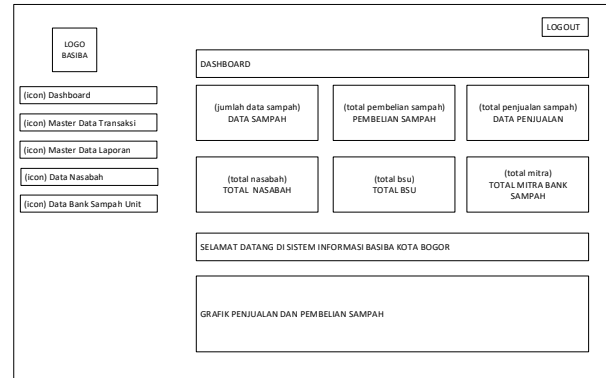 LOGOUT
LOGO
BASIBA
DASHBOARD
(icon) Dashboard
(icon) Master Data Transaksi
(icon) Master Data Laporan
(icon) Data Nasabah
(icon) Data Bank Sampah Unit
(jumlah data sampah)
DATA SAMPAH
(total pembelian sampah)
PEMBELIAN SAMPAH
(total penjualan sampah)
DATA PENJUALAN
(total nasabah)
TOTAL NASABAH
(total bsu)
TOTAL BSU
(total mitra)
TOTAL MITRA BANK
SAMPAH
SELAMAT DATANG DI SISTEM INFORMASI BASIBA KOTA BOGOR
GRAFIK PENJUALAN DAN PEMBELIAN SAMPAH